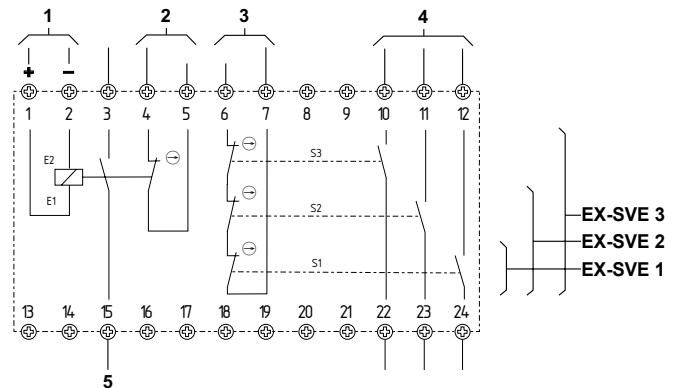 1 2 3 4
+ −
1 2 3 4 5 6 7 8 9 10 11 12
E2
E1
S3
S2
S1
EX-SVE 3
EX-SVE 2
EX-SVE 1
13 14 15 16 17 18 19 20 21 22 23 24
5